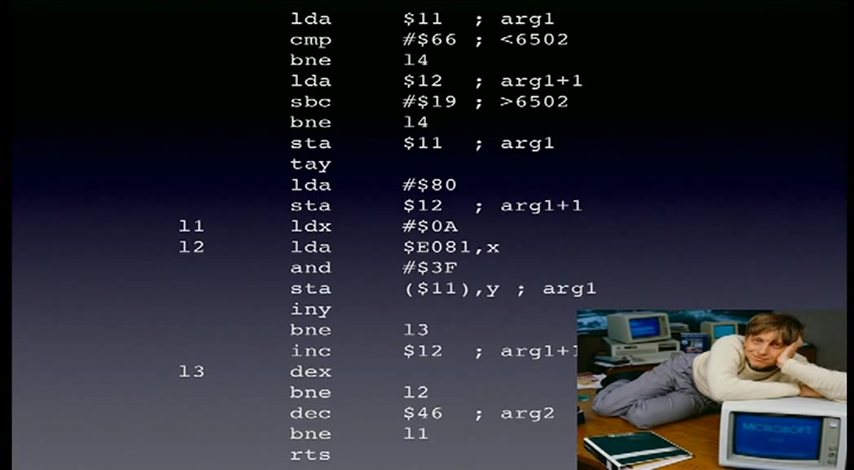 lda $11 ; arg1
cmp #$66 ; <6502
bne l4
lda $12 ; arg1+1
sbc #$19 ; >6502
bne l4
sta $11 ; arg1
tay
lda #$80
sta $12 ; arg1+1
l1 ldx #$0A
l2 lda $E081,x
and #$3F
sta ($11),y ; arg1
iny
bne l3
inc $12 ; arg1+1
l3 dex
bne l2
dec $46 ; arg2
bne l1
rts
MICROSOFT